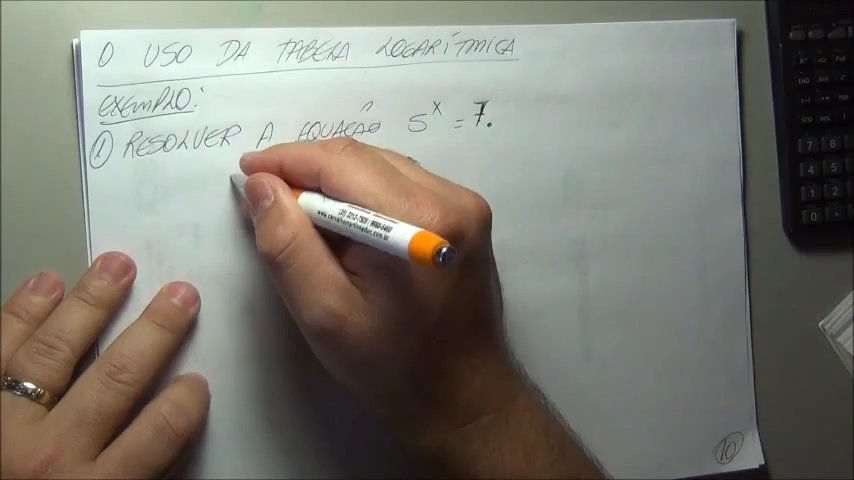 O USO DA TABELA LOGARÍTMICA
EXEMPLO:
① RESOLVER A EQUAÇÃO 5^x = 7.
10